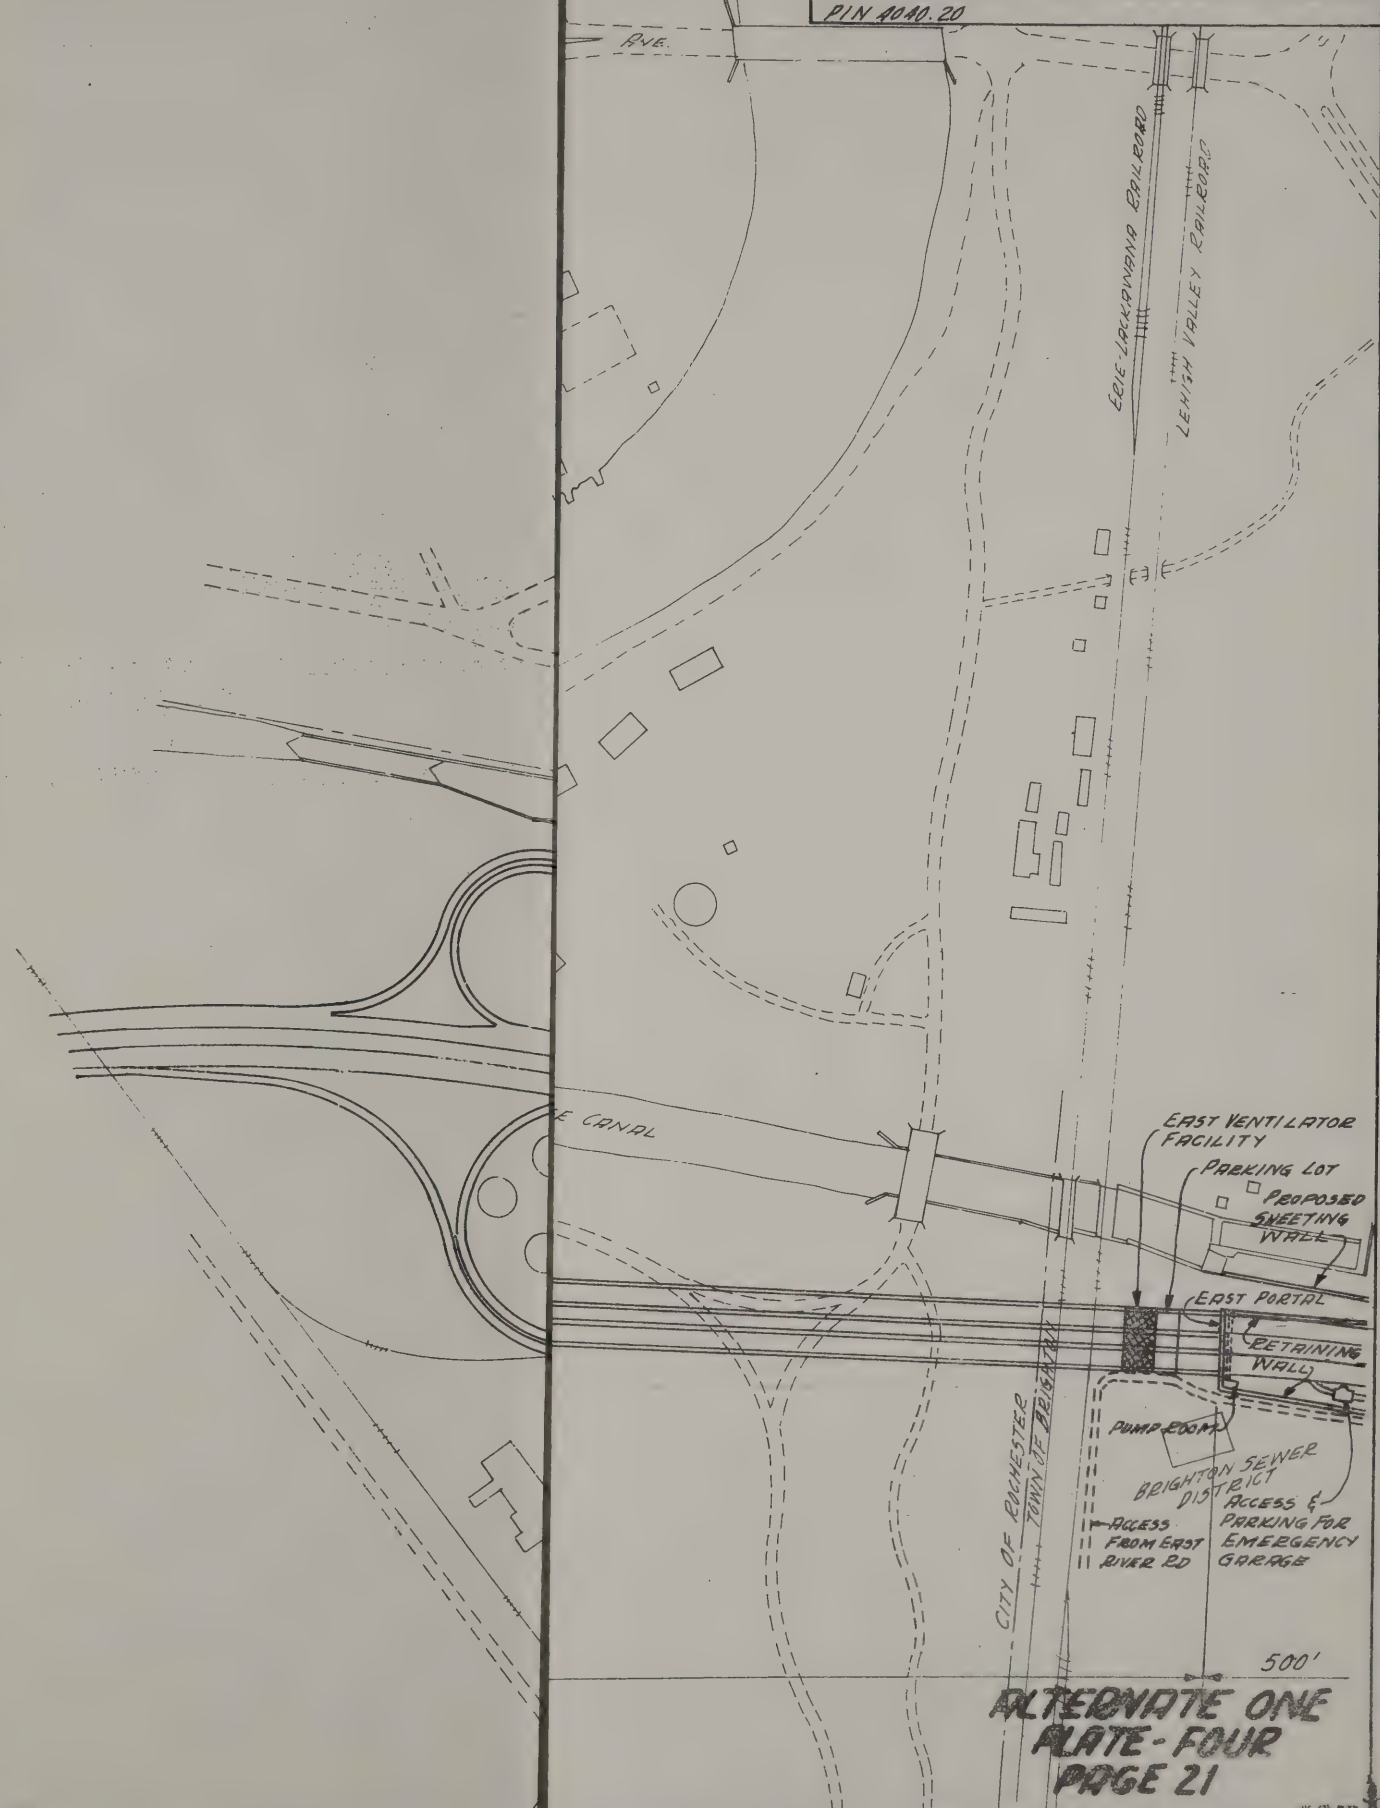 PIN 4040.20
AVE.
ERIE-LACKAWANA RAILROAD
LEHIGH VALLEY RAILROAD
E CANAL
EAST VENTILATOR
FACILITY
PARKING LOT
PROPOSED
SHEETING
WALL
EAST PORTAL
RETAINING
WALL
PUMP ROOM
BRIGHTON SEWER
DISTRICT
ACCESS &
PARKING FOR
EMERGENCY
GARAGE
ACCESS
FROM EAST
RIVER RD
CITY OF ROCHESTER
TOWN OF BRIGHTON
500'
ALTERNATE ONE
PLATE-FOUR
PAGE 21